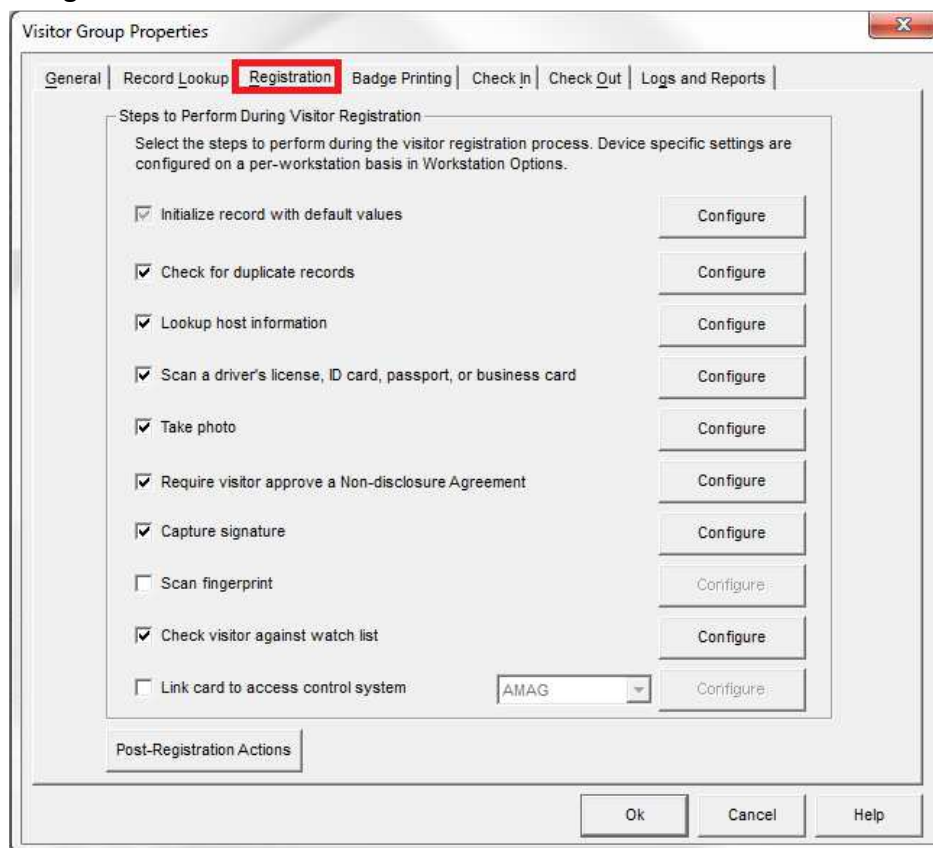 Visitor Group Properties
General Record Lookup Registration Badge Printing Check In Check Out Logs and Reports
Steps to Perform During Visitor Registration
Select the steps to perform during the visitor registration process. Device specific settings are
configured on a per-workstation basis in Workstation Options.
Initialize record with default values Configure
Check for duplicate records Configure
Lookup host information Configure
Scan a driver's license, ID card, passport, or business card Configure
Take photo Configure
Require visitor approve a Non-disclosure Agreement Configure
Capture signature Configure
Scan fingerprint Configure
Check visitor against watch list Configure
Link card to access control system AMAG Configure
Post-Registration Actions
Ok Cancel Help